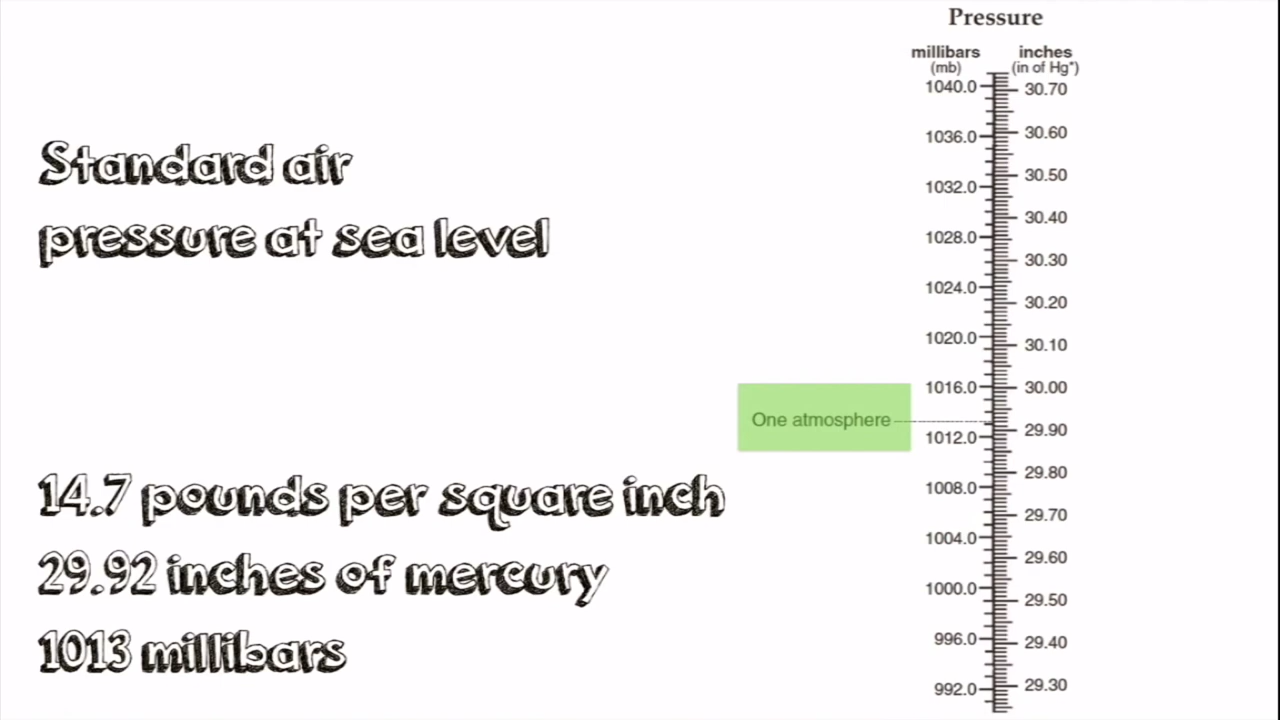 Standard air
pressure at sea level
14.7 pounds per square inch
29.92 inches of mercury
1013 millibars
One atmosphere
Pressure
millibars inches
(mb) (in of Hg*)
1040.0 30.70
1036.0 30.60
1032.0 30.50
1028.0 30.40
1024.0 30.30
1020.0 30.20
1016.0 30.10
1012.0 30.00
1008.0 29.90
1004.0 29.80
1000.0 29.70
996.0 29.60
992.0 29.50
29.40
29.30